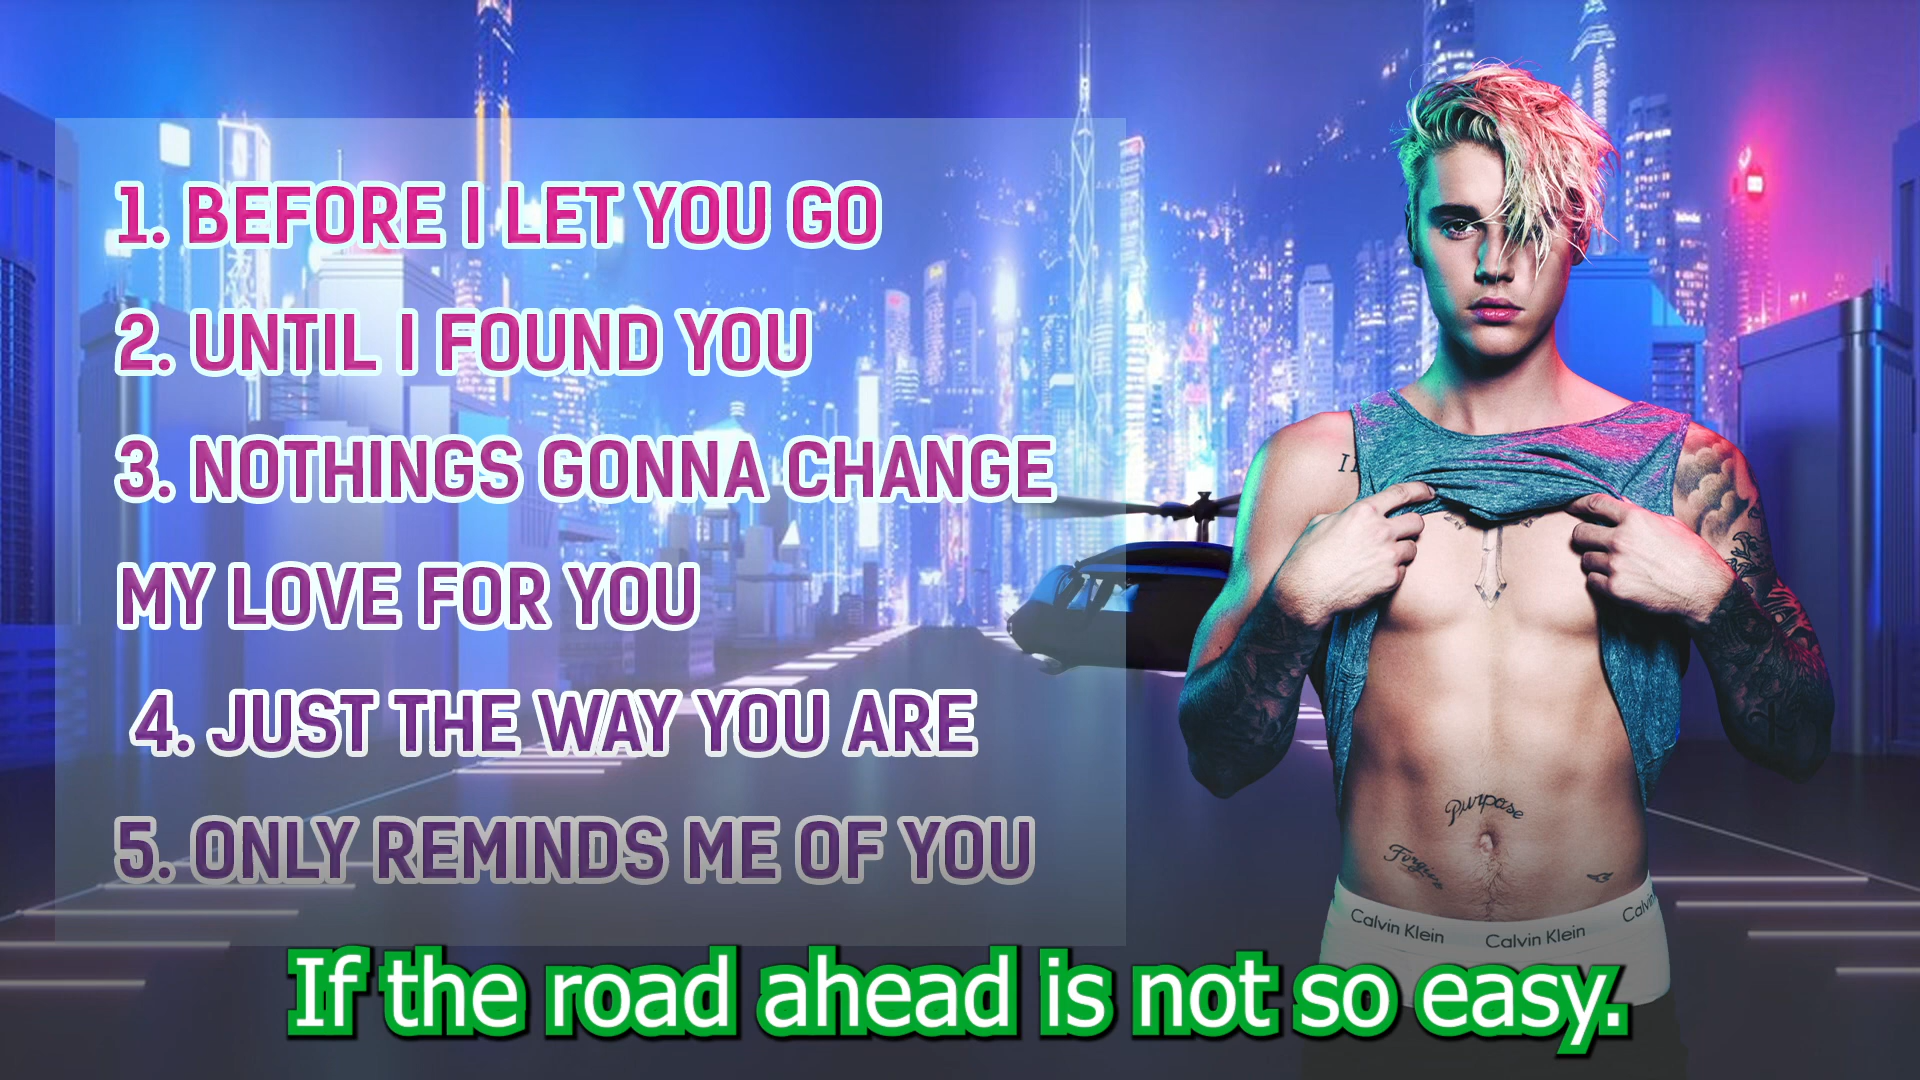 1. BEFORE I LET YOU GO
2. UNTIL I FOUND YOU
3. NOTHINGS GONNA CHANGE
MY LOVE FOR YOU
4. JUST THE WAY YOU ARE
5. ONLY REMINDS ME OF YOU
Purpose
Calvin Klein
Calvin Klein
If the road ahead is not so easy.